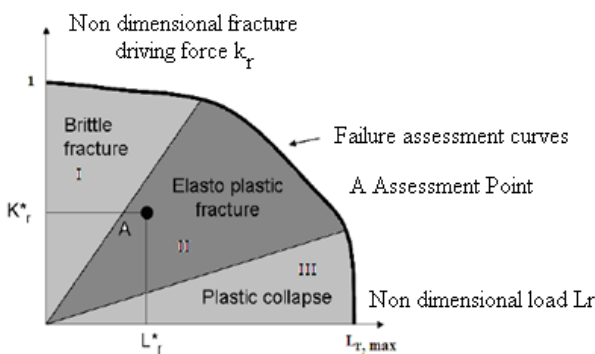 Non dimensional fracture
driving force kr
1
Brittle
fracture
I
Failure assessment curves
Elasto plastic
fracture
A Assessment Point
K*r
A
II
III
Plastic collapse
Non dimensional load Lr
L*r
Lr, max